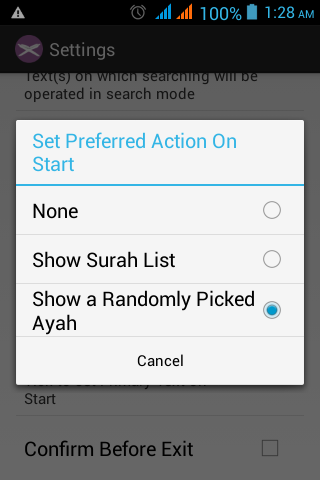 100% 1:28 AM
Settings
Text(s) on which searching will be
operated in search mode
Set Preferred Action On
Start
None
Show Surah List
Show a Randomly Picked
Ayah
Cancel
Start
Confirm Before Exit